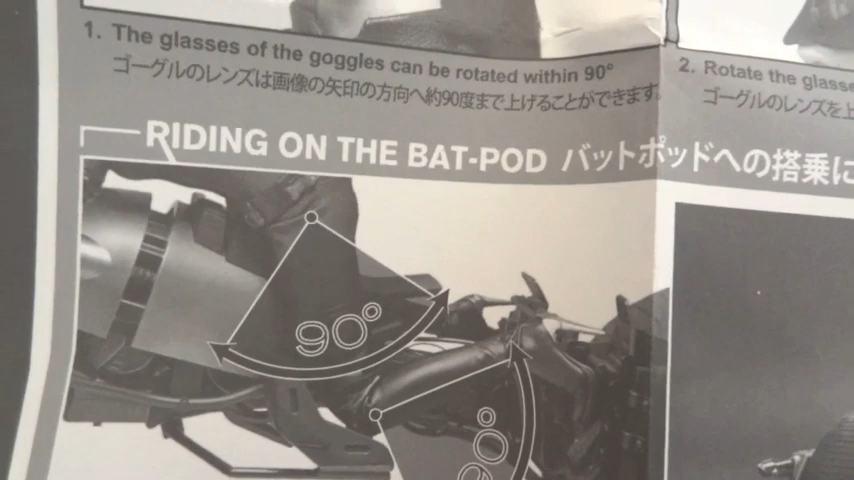 1. The glasses of the goggles can be rotated within 90°
ゴーグルのレンズは画像の矢印の方向へ約90度まで上げることができます。
2. Rotate the glasse
ゴーグルのレンズを上
RIDING ON THE BAT-POD バットポッドへの搭乗に
90°